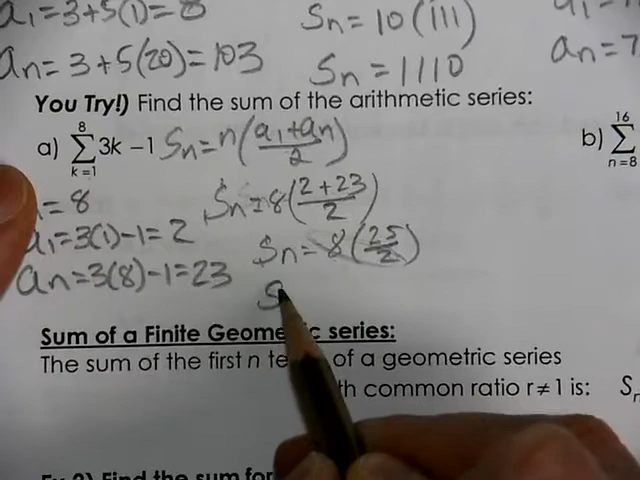 a₁ = 3+5(1) = 8
Sn = 10(111)
an = 3+5(20) = 103
Sn = 1110
an = 7
You Try!) Find the sum of the arithmetic series:
a) 8 ∑ k=1 3k – 1 Sn = n(a₁+an/2)
b) 16 ∑ n=8
= 8
Sn = 8(2+23/2)
a₁ = 3(1)-1 = 2
Sn = 8(25/2)
an = 3(8)-1 = 23
S
Sum of a Finite Geome c series:
The sum of the first n te of a geometric series
th common ratio r ≠ 1 is: S
Find the sum for